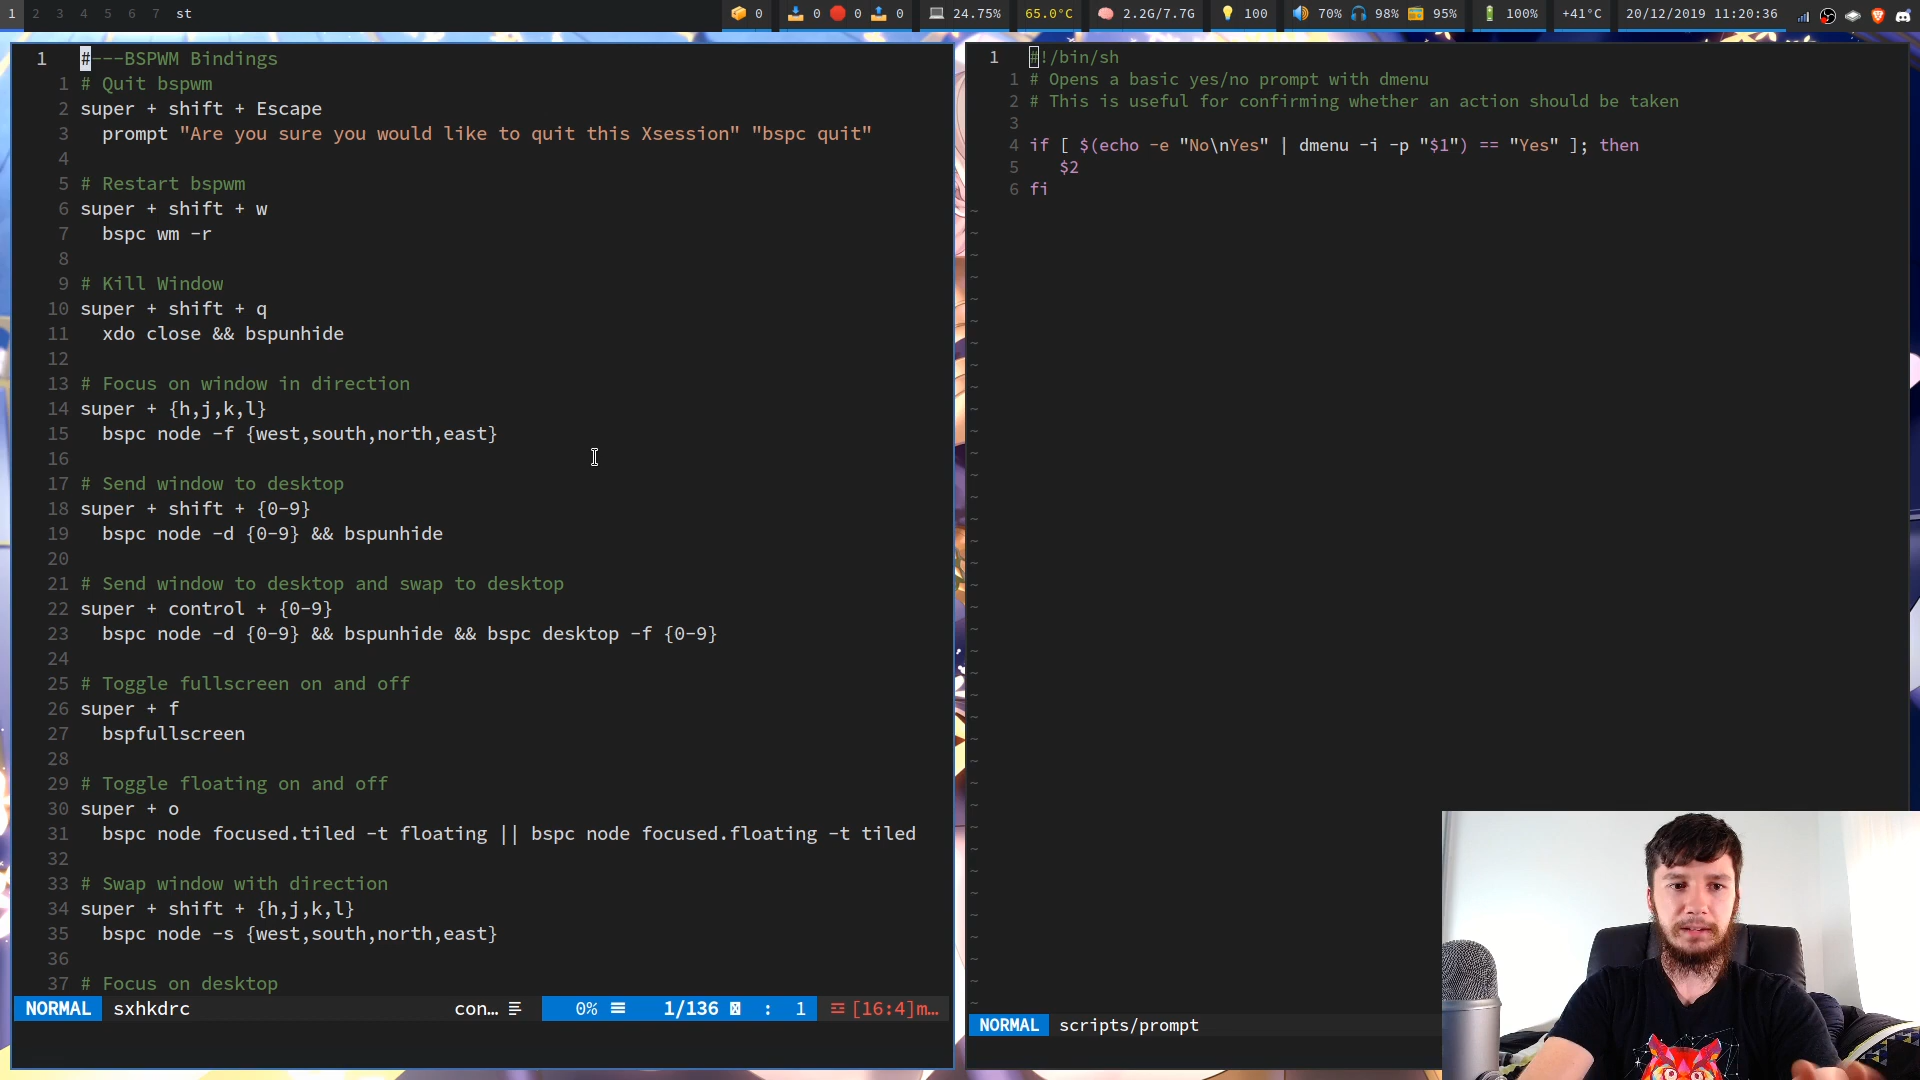 1 2 3 4 5 6 7 st 0 0 0 0 24.75% 65.0°C 2.2G/7.7G 100 70% 98% 95% 100% +41°C 20/12/2019 11:20:36
1 #---BSPWM Bindings
1 # Quit bspwm
2 super + shift + Escape
3 prompt "Are you sure you would like to quit this Xsession" "bspc quit"
4
5 # Restart bspwm
6 super + shift + w
7 bspc wm -r
8
9 # Kill Window
10 super + shift + q
11 xdo close && bspunhide
12
13 # Focus on window in direction
14 super + {h,j,k,l}
15 bspc node -f {west,south,north,east}
16
17 # Send window to desktop
18 super + shift + {0-9}
19 bspc node -d {0-9} && bspunhide
20
21 # Send window to desktop and swap to desktop
22 super + control + {0-9}
23 bspc node -d {0-9} && bspunhide && bspc desktop -f {0-9}
24
25 # Toggle fullscreen on and off
26 super + f
27 bspfullscreen
28
29 # Toggle floating on and off
30 super + o
31 bspc node focused.tiled -t floating || bspc node focused.floating -t tiled
32
33 # Swap window with direction
34 super + shift + {h,j,k,l}
35 bspc node -s {west,south,north,east}
36
37 # Focus on desktop
NORMAL sxhkdrc con… 0% 1/136 : 1 [16:4]m…
1 #!/bin/sh
1 # Opens a basic yes/no prompt with dmenu
2 # This is useful for confirming whether an action should be taken
3
4 if [ $(echo -e "No\nYes" | dmenu -i -p "$1") == "Yes" ]; then
5 $2
6 fi
NORMAL scripts/prompt